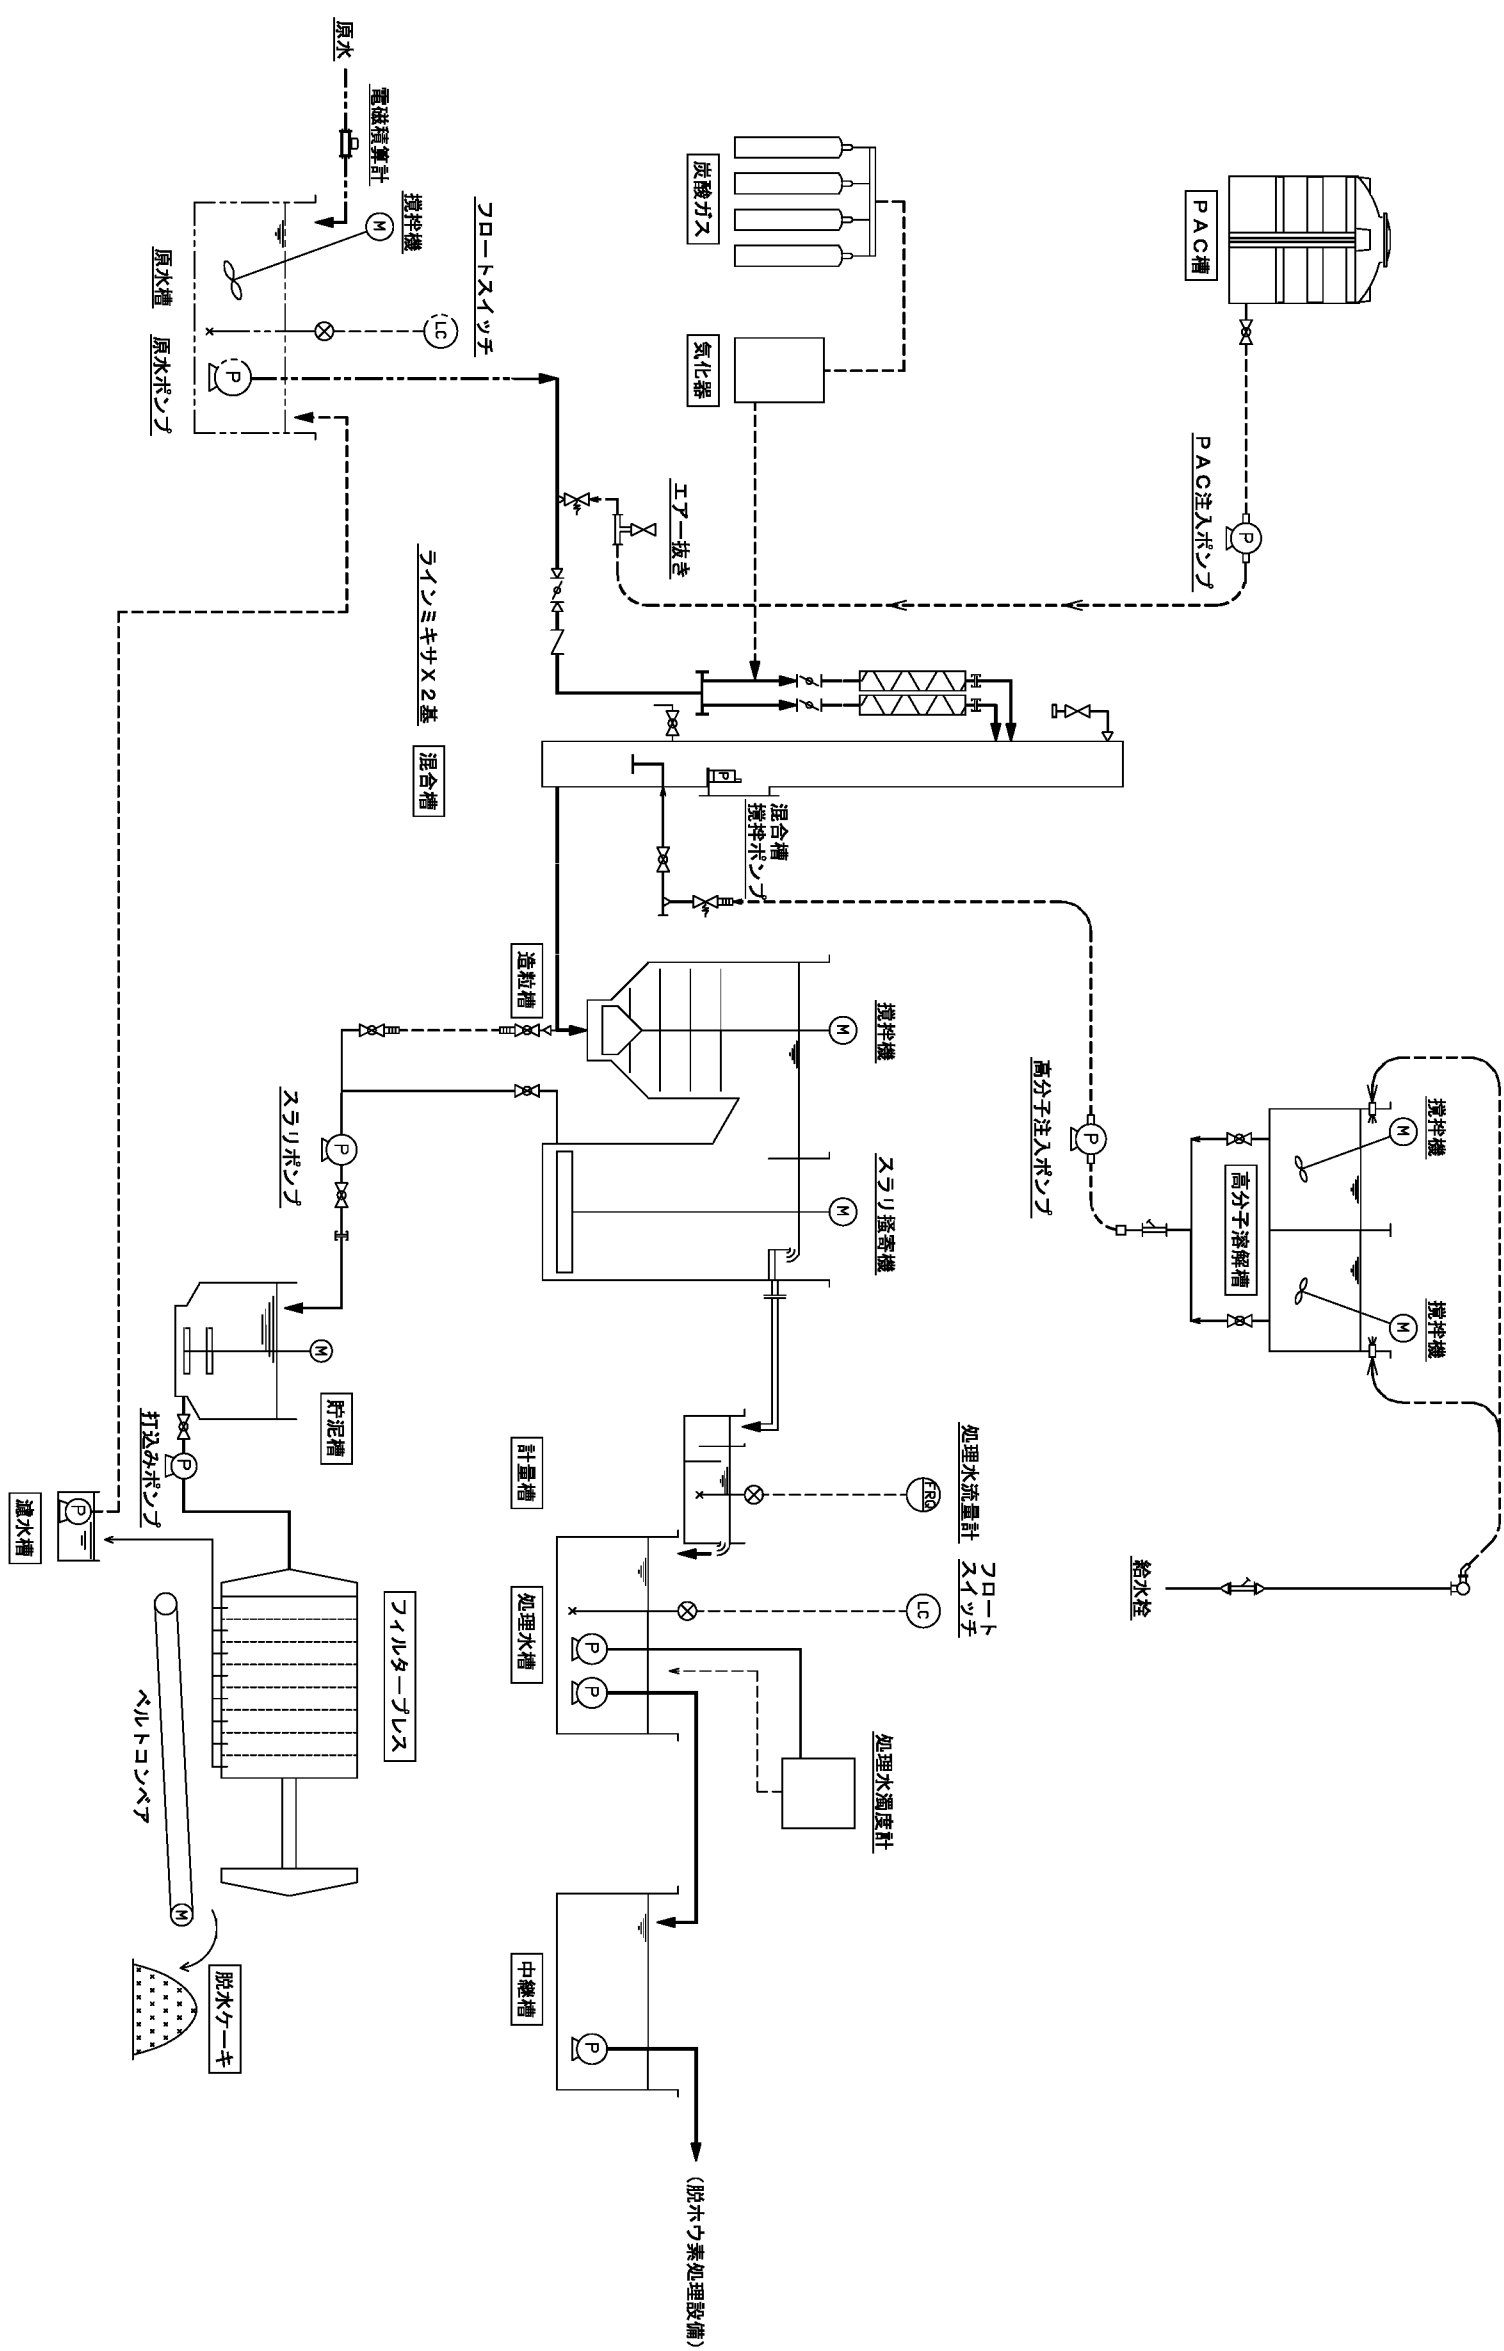 原水
電磁積算計
撹拌機
M
フロートスイッチ
LC
原水槽
原水ポンプ
P
炭酸ガス
気化器
PAC槽
PAC注入ポンプ
P
エアー抜き
ラインミキサX2基
混合槽
P
混合槽
撹拌ポンプ
造粒槽
撹拌機
M
スラリ掻寄機
M
スラリポンプ
P
高分子注入ポンプ
P
高分子溶解槽
撹拌機
M
撹拌機
M
給水栓
貯泥槽
M
打込みポンプ
P
濾水槽
P
フィルタープレス
ベルトコンベア
M
脱水ケーキ
計量槽
処理水流量計
FRQ
フロート
スイッチ
LC
処理水槽
P
P
処理水濁度計
中継槽
P
(脱ホウ素処理設備)